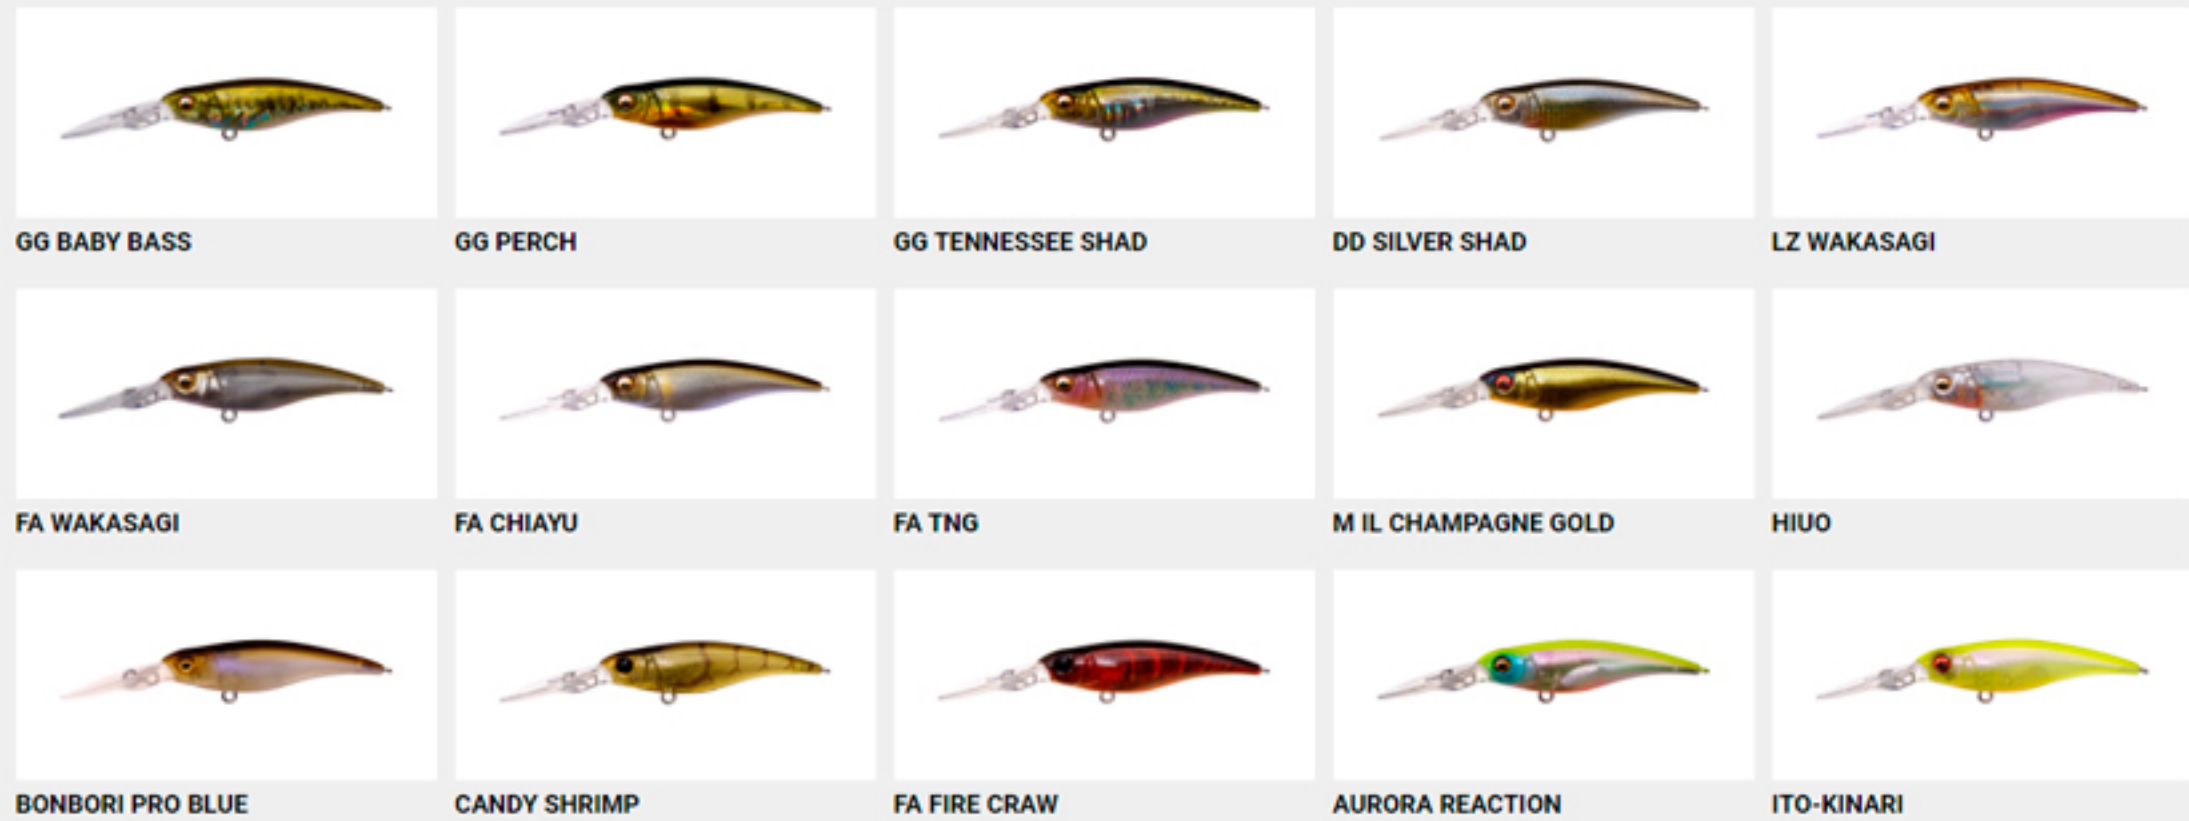 GG BABY BASS
GG PERCH
GG TENNESSEE SHAD
DD SILVER SHAD
LZ WAKASAGI
FA WAKASAGI
FA CHIAYU
FA TNG
M IL CHAMPAGNE GOLD
HIUO
BONBORI PRO BLUE
CANDY SHRIMP
FA FIRE CRAW
AURORA REACTION
ITO-KINARI